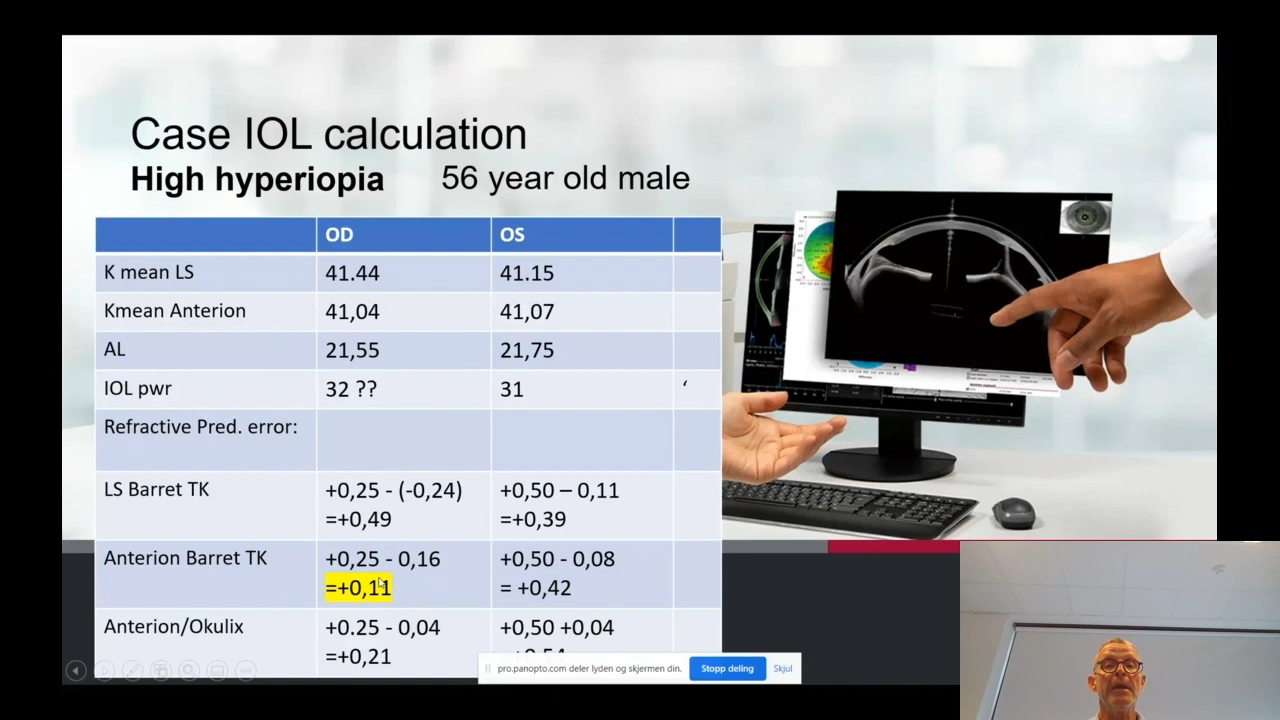 Case IOL calculation
High hyperiopia 56 year old male
OD OS
K mean LS 41.44 41.15
Kmean Anterion 41,04 41,07
AL 21,55 21,75
IOL pwr 32 ?? 31 ‘
Refractive Pred. error:
LS Barret TK +0,25 - (-0,24) +0,50 – 0,11
=+0,49 =+0,39
Anterion Barret TK +0,25 - 0,16 +0,50 - 0,08
=+0,11 = +0,42
Anterion/Okulix +0.25 - 0,04 +0,50 +0,04
=+0,21
pro.panopto.com deler lyden og skjermen din. Stopp deling Skjul